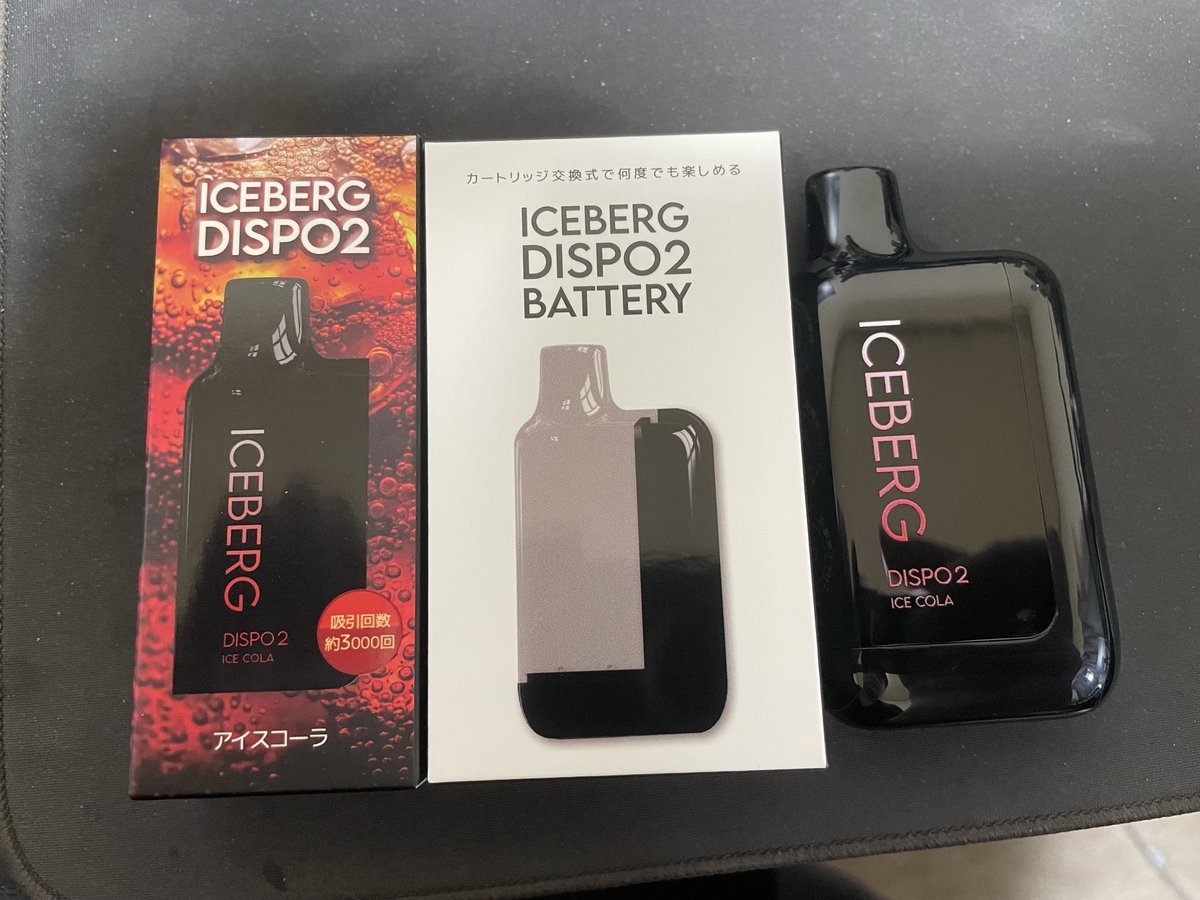 ICEBERG
DISPO2
ICEBERG
DISPO 2
ICE COLA
吸引回数
約3000回
アイスコーラ
カートリッジ交換式で何度でも楽しめる
ICEBERG
DISPO2
BATTERY
ICEBERG
DISPO 2
ICE COLA